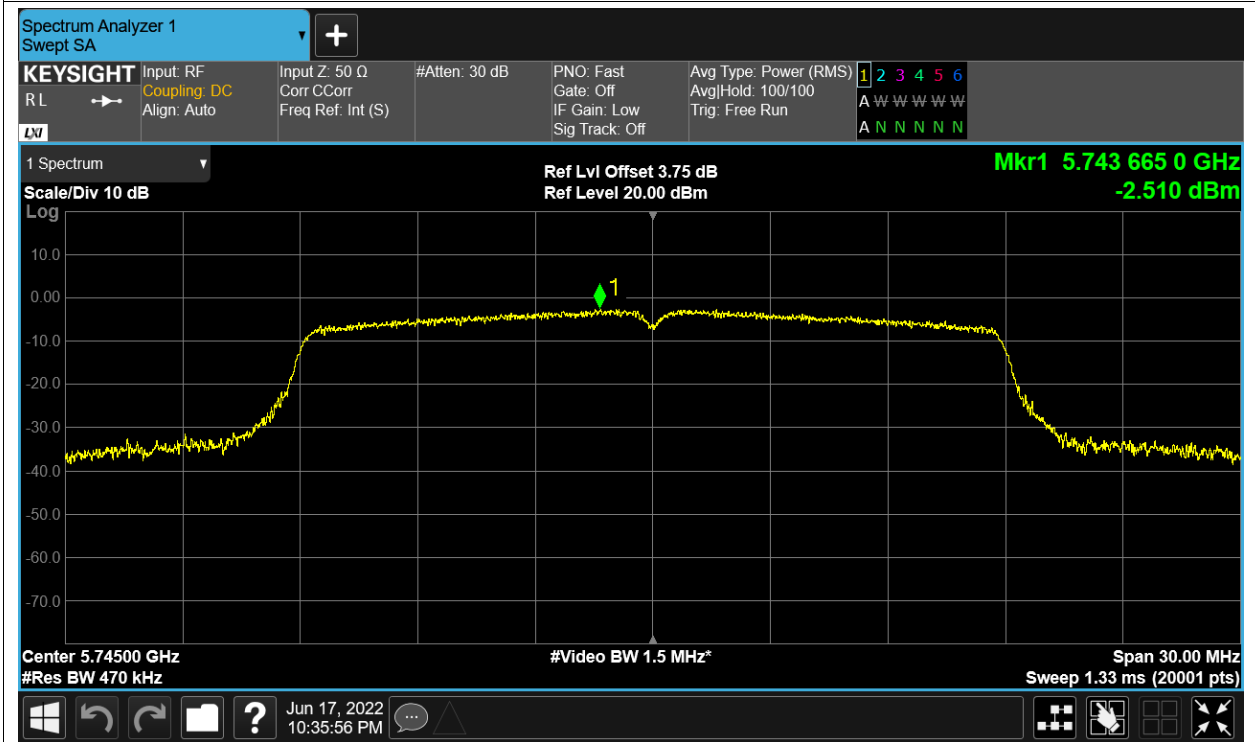 Spectrum Analyzer 1
Swept SA
+
KEYSIGHT
RL
LXI
Input: RF
Coupling: DC
Align: Auto
Input Z: 50 Ω
Corr CCorr
Freq Ref: Int (S)
#Atten: 30 dB
PNO: Fast
Gate: Off
IF Gain: Low
Sig Track: Off
Avg Type: Power (RMS)
Avg|Hold: 100/100
Trig: Free Run
1 2 3 4 5 6
A W W W W W
A N N N N N
1 Spectrum
Scale/Div 10 dB
Log
Ref Lvl Offset 3.75 dB
Ref Level 20.00 dBm
Mkr1 5.743 665 0 GHz
-2.510 dBm
1
10.0
0.00
-10.0
-20.0
-30.0
-40.0
-50.0
-60.0
-70.0
Center 5.74500 GHz
#Res BW 470 kHz
#Video BW 1.5 MHz*
Span 30.00 MHz
Sweep 1.33 ms (20001 pts)
?
Jun 17, 2022
10:35:56 PM